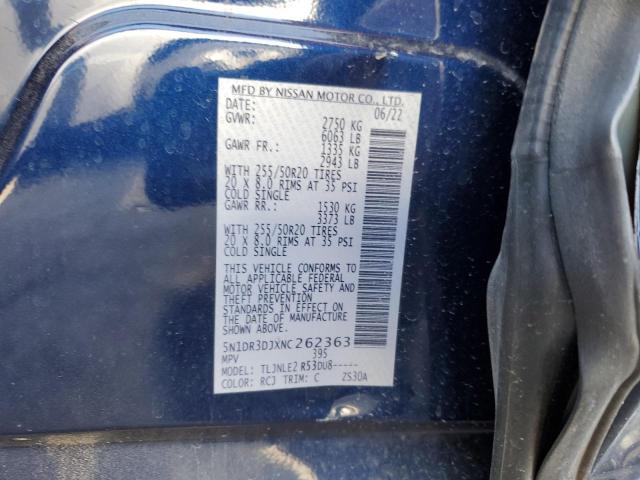 MFD BY NISSAN MOTOR CO., LTD.
DATE: 06/22
GVWR: 2750 KG
6063 LB
GAWR FR.: 1335 KG
2943 LB
WITH 255/50R20 TIRES
20 X 8.0 RIMS AT 35 PSI
COLD SINGLE
GAWR RR.: 1530 KG
3373 LB
WITH 255/50R20 TIRES
20 X 8.0 RIMS AT 35 PSI
COLD SINGLE
THIS VEHICLE CONFORMS TO
ALL APPLICABLE FEDERAL
MOTOR VEHICLE SAFETY AND
THEFT PREVENTION
STANDARDS IN EFFECT ON
THE DATE OF MANUFACTURE
SHOWN ABOVE.
5N1DR3DJXNC262363
MPV 395
MODEL: TLJNLE2 R53DU8-----
COLOR: RCJ TRIM: C ZS30A